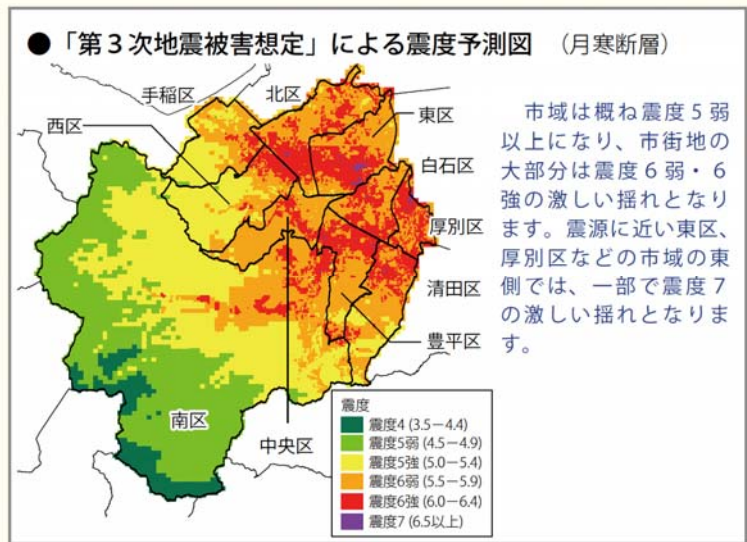 ●「第3次地震被害想定」による震度予測図 （月寒断層）
手稲区
北区
西区
東区
白石区
厚別区
清田区
豊平区
南区
中央区
市域は概ね震度5弱
以上になり、市街地の
大部分は震度6弱・6
強の激しい揺れとなり
ます。震源に近い東区、
厚別区などの市域の東
側では、一部で震度7
の激しい揺れとなりま
す。
震度
震度4 (3.5－4.4)
震度5弱 (4.5－4.9)
震度5強 (5.0－5.4)
震度6弱 (5.5－5.9)
震度6強 (6.0－6.4)
震度7 (6.5以上)